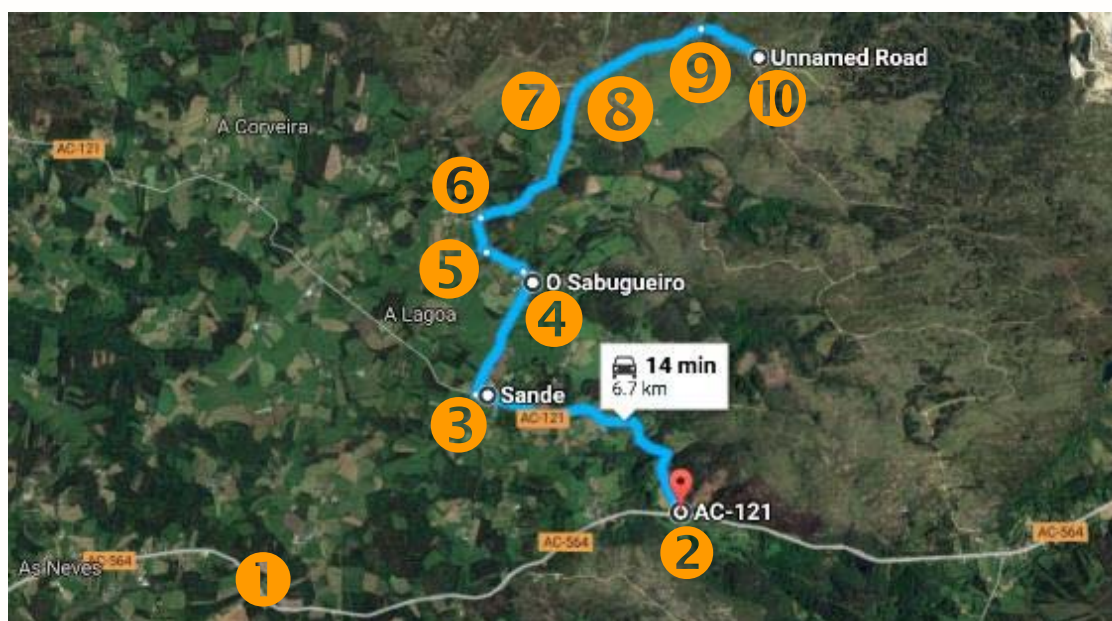 9
Unnamed Road
10
7
8
A Corveira
AC-121
6
5
O Sabugueiro
A Lagoa
4
14 min
6.7 km
Sande
AC-121
3
AC-121
AC-564
AC-564
2
As Neves
AC-564
1